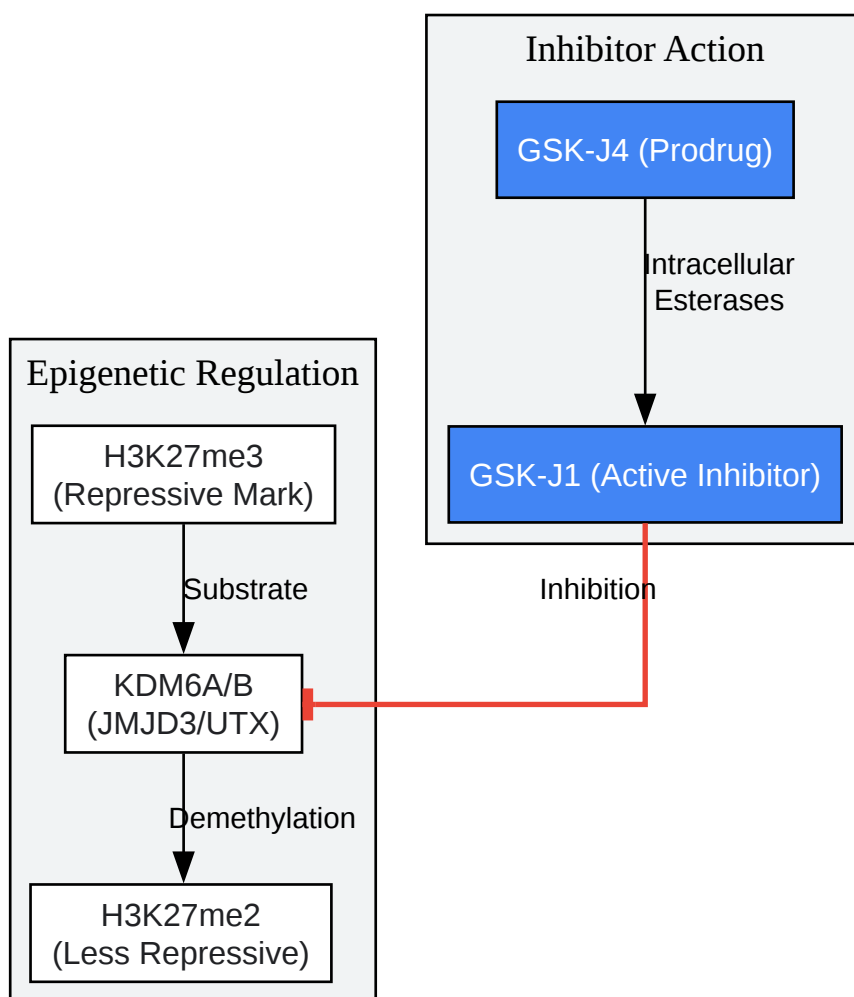 Inhibitor Action
GSK-J4 (Prodrug)
Intracellular
Esterases
GSK-J1 (Active Inhibitor)
Inhibition
Epigenetic Regulation
H3K27me3
(Repressive Mark)
Substrate
KDM6A/B
(JMJD3/UTX)
Demethylation
H3K27me2
(Less Repressive)